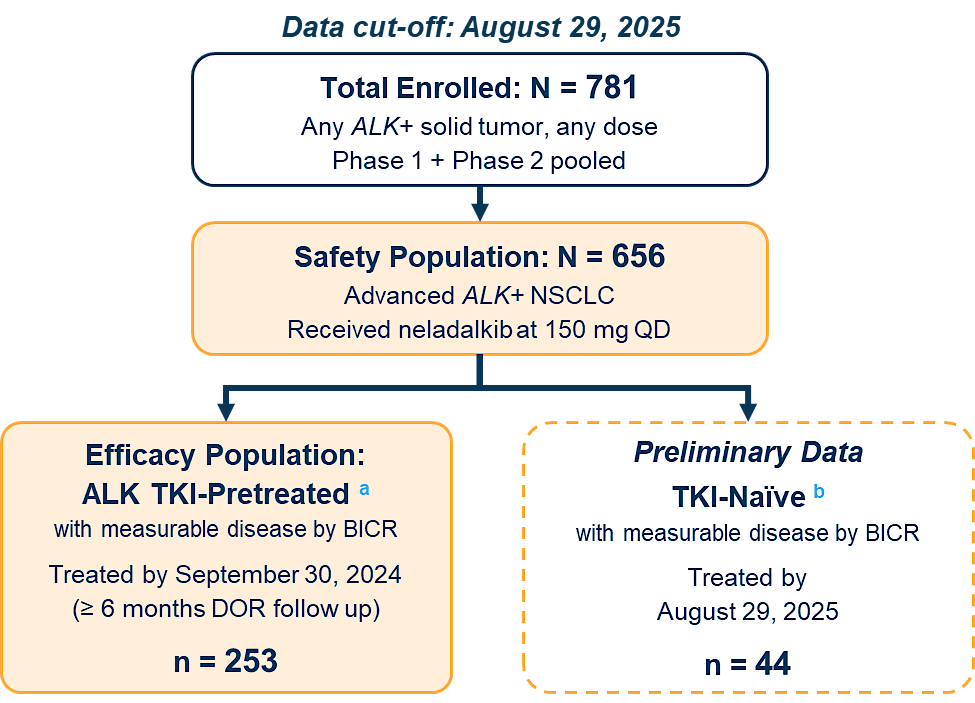 Data cut-off: August 29, 2025
Total Enrolled: N = 781
Any ALK+ solid tumor, any dose
Phase 1 + Phase 2 pooled
Safety Population: N = 656
Advanced ALK+ NSCLC
Received neladalkib at 150 mg QD
Efficacy Population:
ALK TKI-Pretreated a
with measurable disease by BICR
Treated by September 30, 2024
(≥ 6 months DOR follow up)
n = 253
Preliminary Data
TKI-Naïve b
with measurable disease by BICR
Treated by
August 29, 2025
n = 44